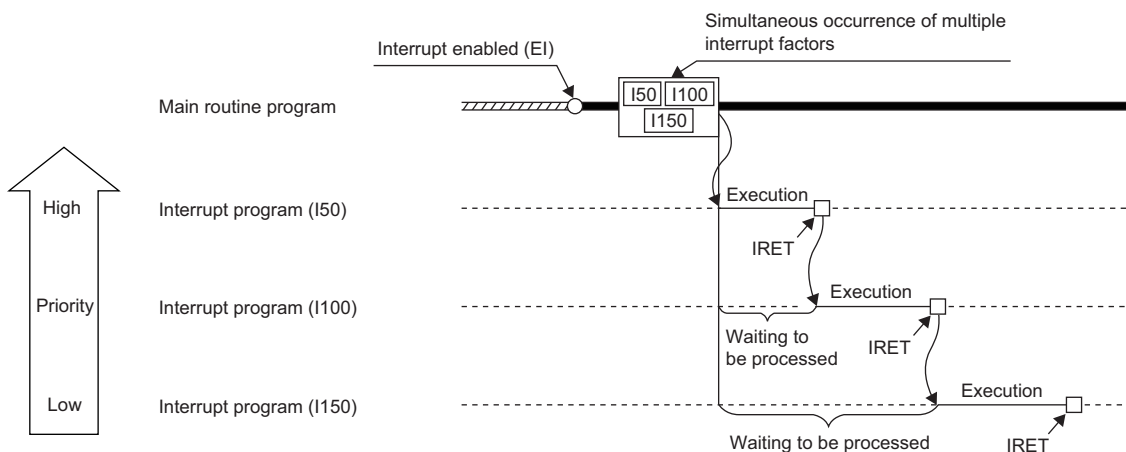 Simultaneous occurrence of multiple
interrupt factors
Interrupt enabled (EI)
I50
I100
I150
Main routine program
High
Interrupt program (I50)
Execution
IRET
Priority
Interrupt program (I100)
Execution
Waiting to
be processed
IRET
Low
Interrupt program (I150)
Execution
Waiting to be processed
IRET